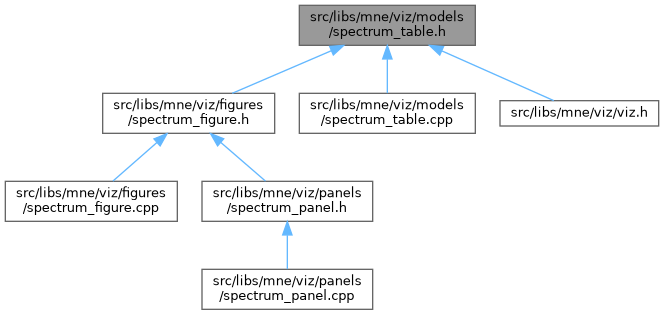 src/libs/mne/viz/models
/spectrum_table.h
src/libs/mne/viz/figures
/spectrum_figure.h
src/libs/mne/viz/models
/spectrum_table.cpp
src/libs/mne/viz/viz.h
src/libs/mne/viz/figures
/spectrum_figure.cpp
src/libs/mne/viz/panels
/spectrum_panel.h
src/libs/mne/viz/panels
/spectrum_panel.cpp